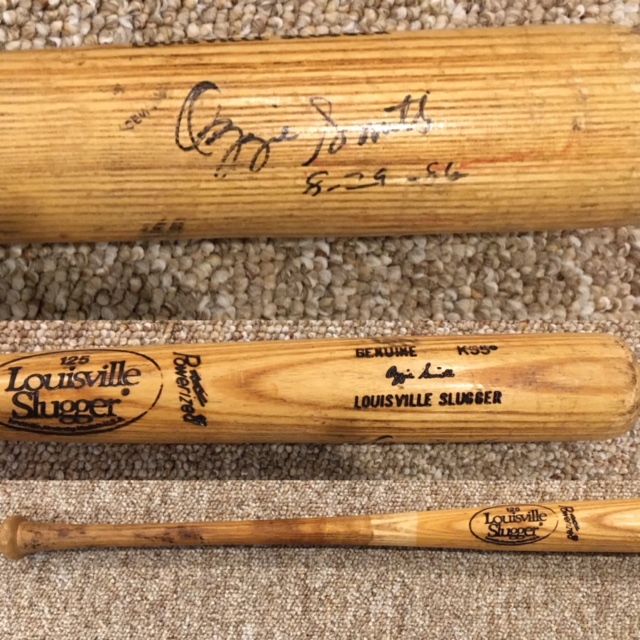 Ozzie Smith
8-29-86
125
Louisville
Slugger®
Powerized
GENUINE K55®
Ozzie Smith
LOUISVILLE SLUGGER
125
Louisville
Slugger
Powerized